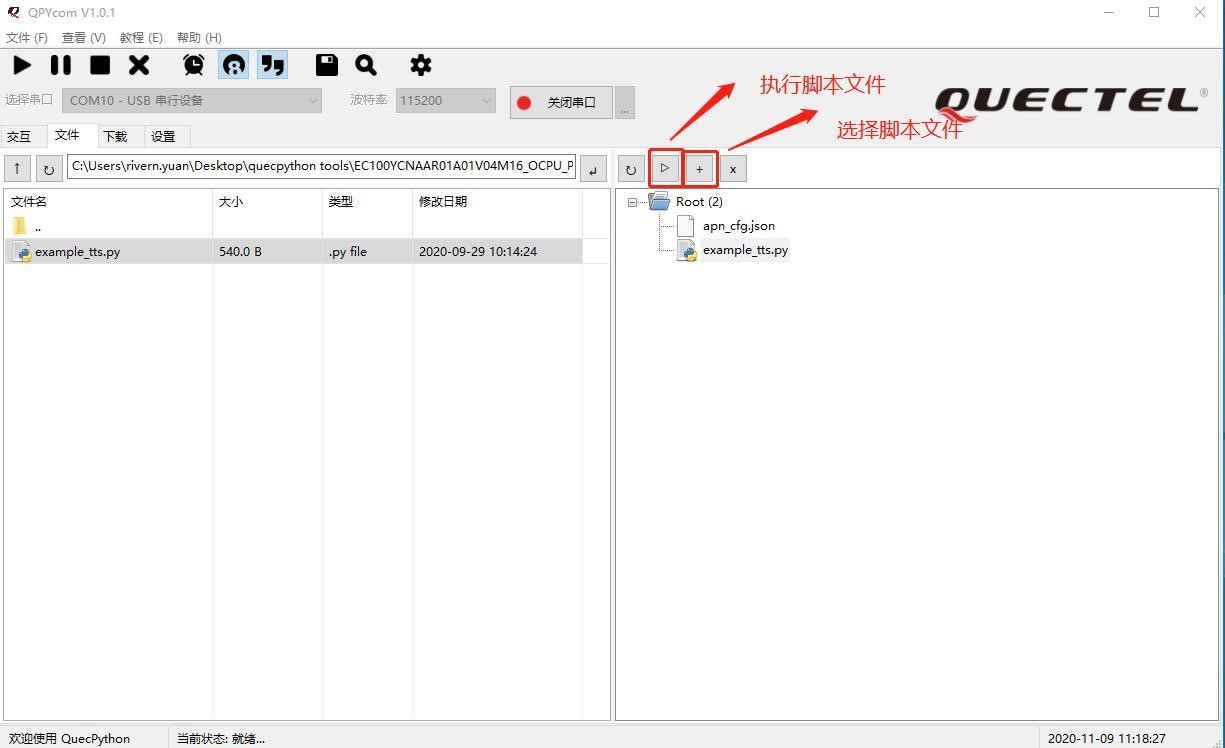 QPYcom V1.0.1
文件 (F) 查看 (V) 教程 (E) 帮助 (H)
选择串口 COM10 - USB 串行设备 波特率 115200 关闭串口 ...
执行脚本文件
QUECTEL®
选择脚本文件
交互 文件 下载 设置
↑ ↻ C:\Users\rivern.yuan\Desktop\quecpython tools\EC100YCNAAR01A01V04M16_OCPU_P ↲ ↻ ▷ + x
文件名 大小 类型 修改日期
..
example_tts.py 540.0 B .py file 2020-09-29 10:14:24
Root (2)
apn_cfg.json
example_tts.py
欢迎使用 QuecPython 当前状态: 就绪... 2020-11-09 11:18:27